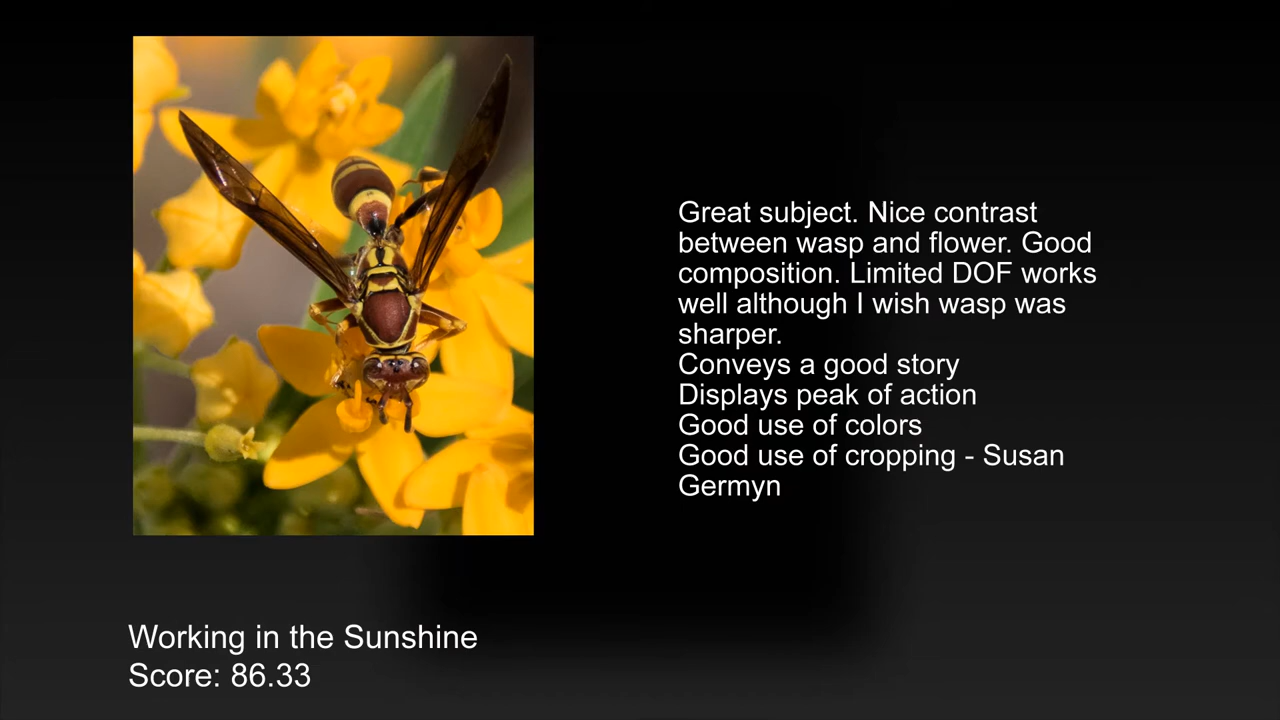 Great subject. Nice contrast
between wasp and flower. Good
composition. Limited DOF works
well although I wish wasp was
sharper.
Conveys a good story
Displays peak of action
Good use of colors
Good use of cropping - Susan
Germyn
Working in the Sunshine
Score: 86.33